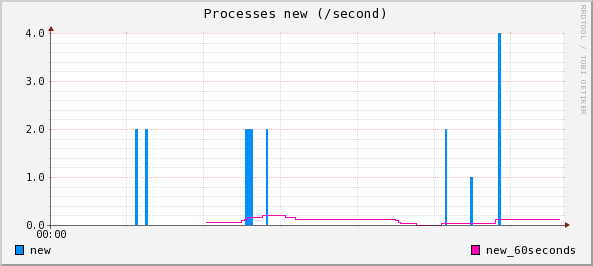 Processes new (/second)
RRDTOOL / TOBI OETIKER
4.0
3.0
2.0
1.0
0.0
00:00
new
new_60seconds